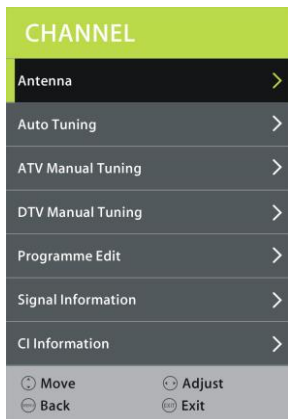 CHANNEL
Antenna
Auto Tuning
ATV Manual Tuning
DTV Manual Tuning
Programme Edit
Signal Information
CI Information
Move Adjust
Back EXIT Exit